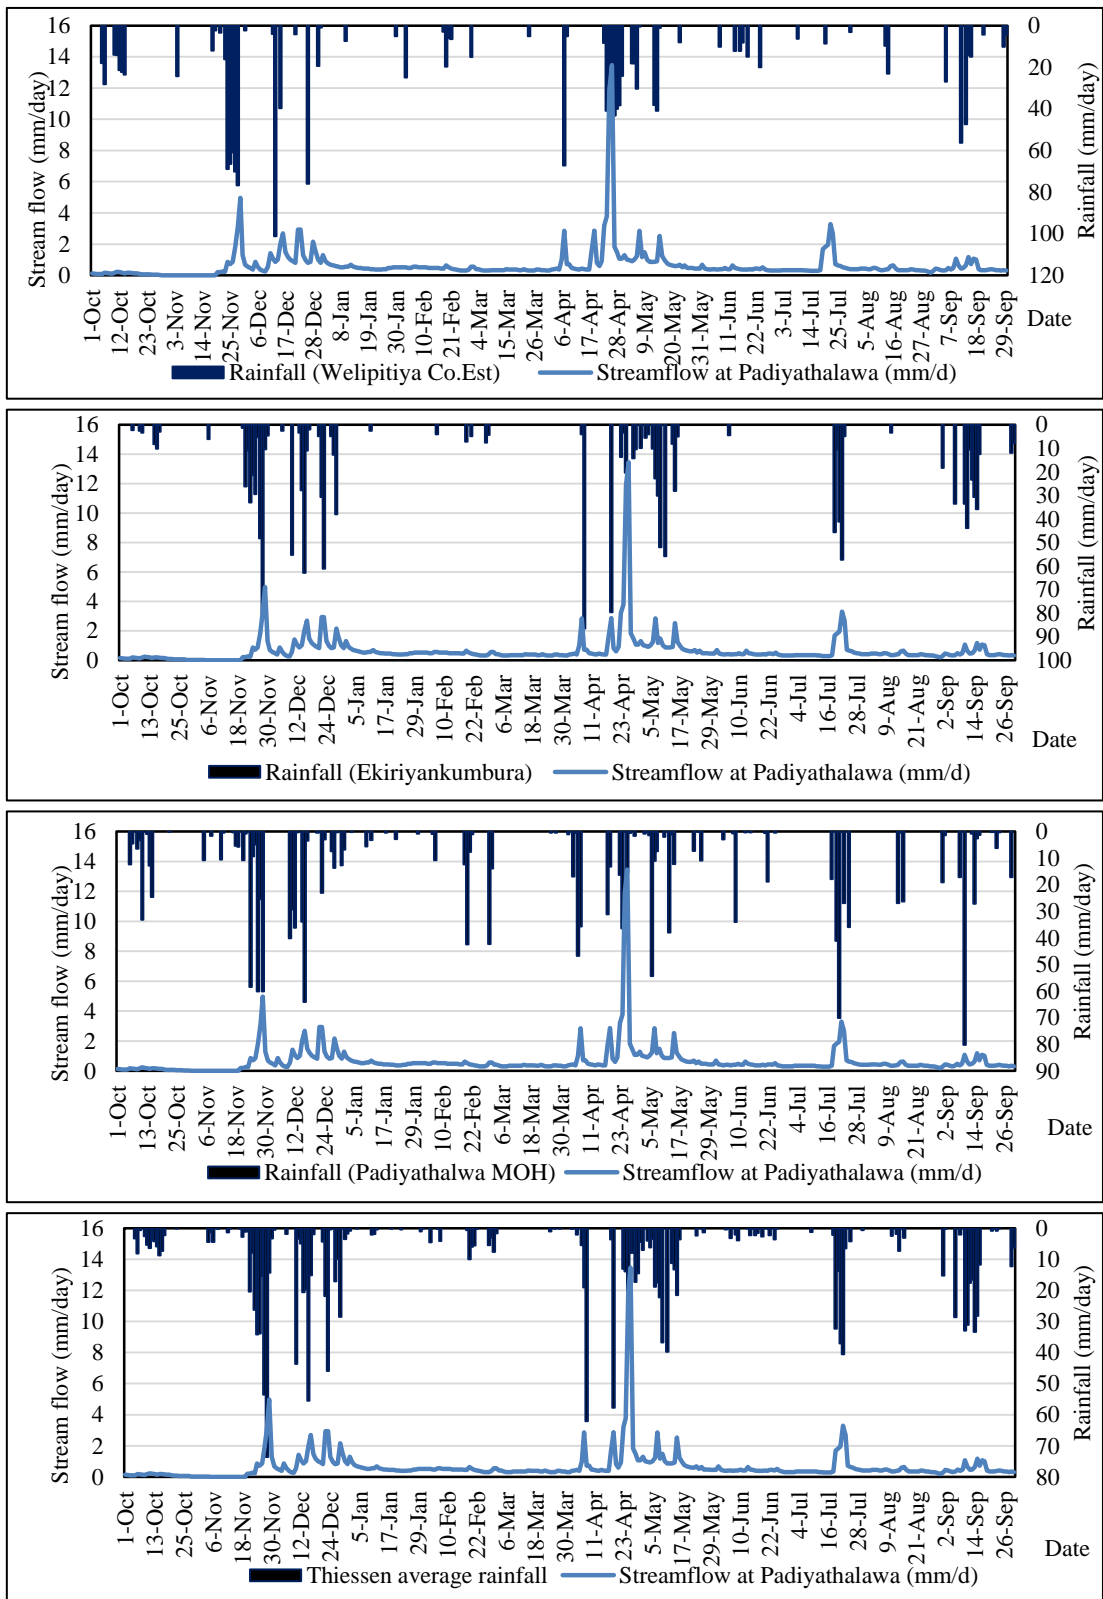 16
14
12
10
8
6
4
2
0
Stream flow (mm/day)
0
20
40
60
80
100
120
Rainfall (mm/day)
1-Oct
12-Oct
23-Oct
3-Nov
14-Nov
25-Nov
6-Dec
17-Dec
28-Dec
8-Jan
19-Jan
30-Jan
10-Feb
21-Feb
4-Mar
15-Mar
26-Mar
6-Apr
17-Apr
28-Apr
9-May
20-May
31-May
11-Jun
22-Jun
3-Jul
14-Jul
25-Jul
5-Aug
16-Aug
27-Aug
7-Sep
18-Sep
29-Sep
Date
Rainfall (Welipitiya Co.Est)
Streamflow at Padiyathalawa (mm/d)
16
14
12
10
8
6
4
2
0
Stream flow (mm/day)
0
10
20
30
40
50
60
70
80
90
100
Rainfall (mm/day)
1-Oct
13-Oct
25-Oct
6-Nov
18-Nov
30-Nov
12-Dec
24-Dec
5-Jan
17-Jan
29-Jan
10-Feb
22-Feb
6-Mar
18-Mar
30-Mar
11-Apr
23-Apr
5-May
17-May
29-May
10-Jun
22-Jun
4-Jul
16-Jul
28-Jul
9-Aug
21-Aug
2-Sep
14-Sep
26-Sep
Date
Rainfall (Ekiriyankumbura)
Streamflow at Padiyathalawa (mm/d)
16
14
12
10
8
6
4
2
0
Stream flow (mm/day)
0
10
20
30
40
50
60
70
80
90
Rainfall (mm/day)
1-Oct
13-Oct
25-Oct
6-Nov
18-Nov
30-Nov
12-Dec
24-Dec
5-Jan
17-Jan
29-Jan
10-Feb
22-Feb
6-Mar
18-Mar
30-Mar
11-Apr
23-Apr
5-May
17-May
29-May
10-Jun
22-Jun
4-Jul
16-Jul
28-Jul
9-Aug
21-Aug
2-Sep
14-Sep
26-Sep
Date
Rainfall (Padiyathalwa MOH)
Streamflow at Padiyathalawa (mm/d)
16
14
12
10
8
6
4
2
0
Stream flow (mm/day)
0
10
20
30
40
50
60
70
80
Rainfall (mm/day)
1-Oct
13-Oct
25-Oct
6-Nov
18-Nov
30-Nov
12-Dec
24-Dec
5-Jan
17-Jan
29-Jan
10-Feb
22-Feb
6-Mar
18-Mar
30-Mar
11-Apr
23-Apr
5-May
17-May
29-May
10-Jun
22-Jun
4-Jul
16-Jul
28-Jul
9-Aug
21-Aug
2-Sep
14-Sep
26-Sep
Date
Thiessen average rainfall
Streamflow at Padiyathalawa (mm/d)